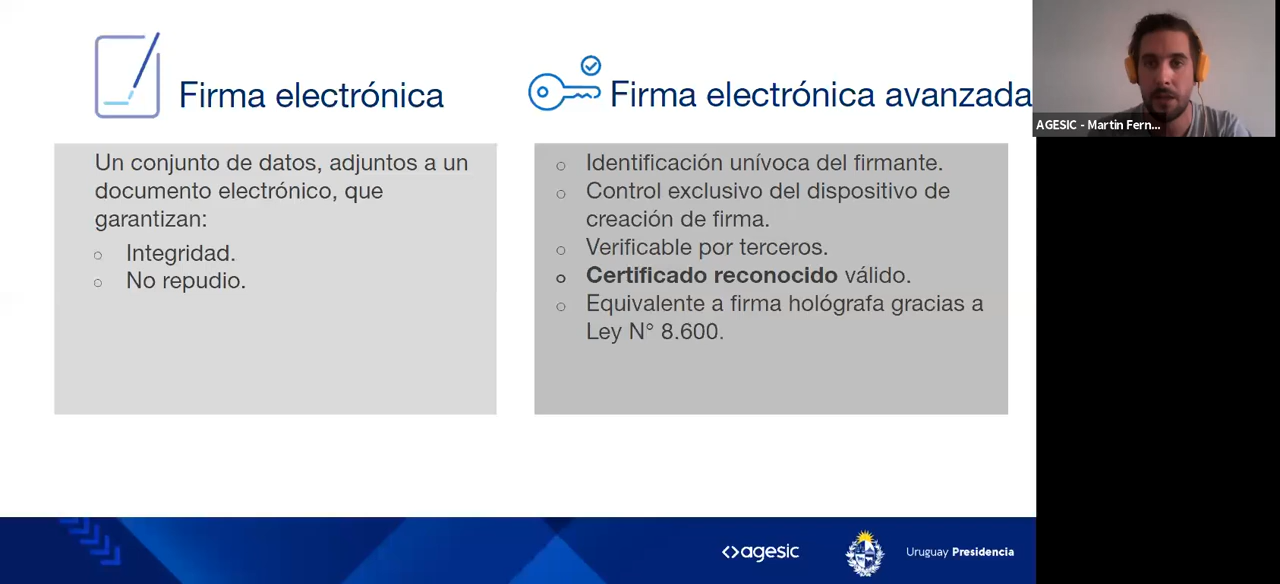 Firma electrónica
Un conjunto de datos, adjuntos a un
documento electrónico, que
garantizan:
Integridad.
No repudio.
Firma electrónica avanzada
Identificación unívoca del firmante.
Control exclusivo del dispositivo de
creación de firma.
Verificable por terceros.
Certificado reconocido válido.
Equivalente a firma hológrafa gracias a
Ley N° 8.600.
AGESIC - Martin Fern...
agesic
Uruguay Presidencia